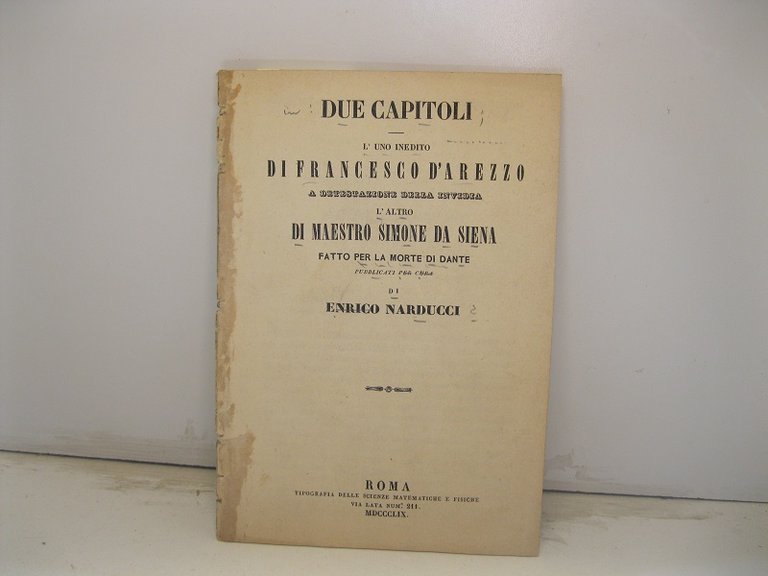 DUE CAPITOLI
L' UNO INEDITO
DI FRANCESCO D'AREZZO
A DETESTAZIONE DELLA INVIDIA
L'ALTRO
DI MAESTRO SIMONE DA SIENA
FATTO PER LA MORTE DI DANTE
PUBBLICATI PER CURA
DI
ENRICO NARDUCCI
ROMA
TIPOGRAFIA DELLE SCIENZE MATEMATICHE E FISICHE
VIA LATA NUM.° 211.
MDCCCLIX.